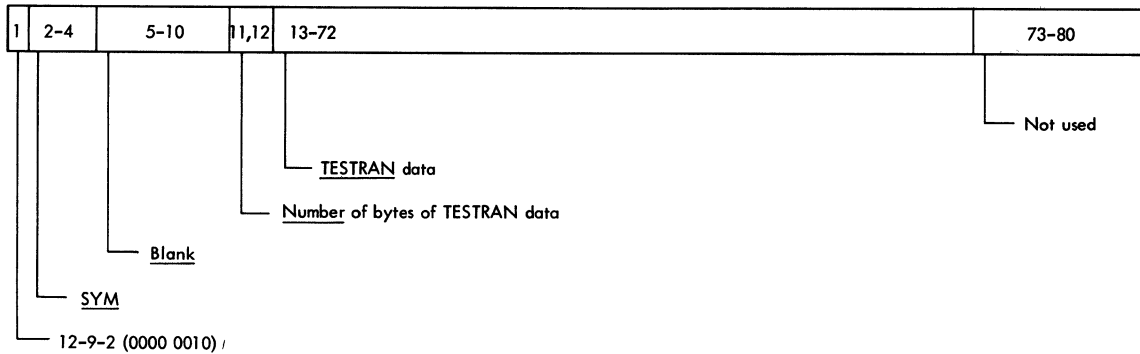 1 2-4 5-10 11,12 13-72 73-80
Not used
TESTRAN data
Number of bytes of TESTRAN data
Blank
SYM
12-9-2 (0000 0010)